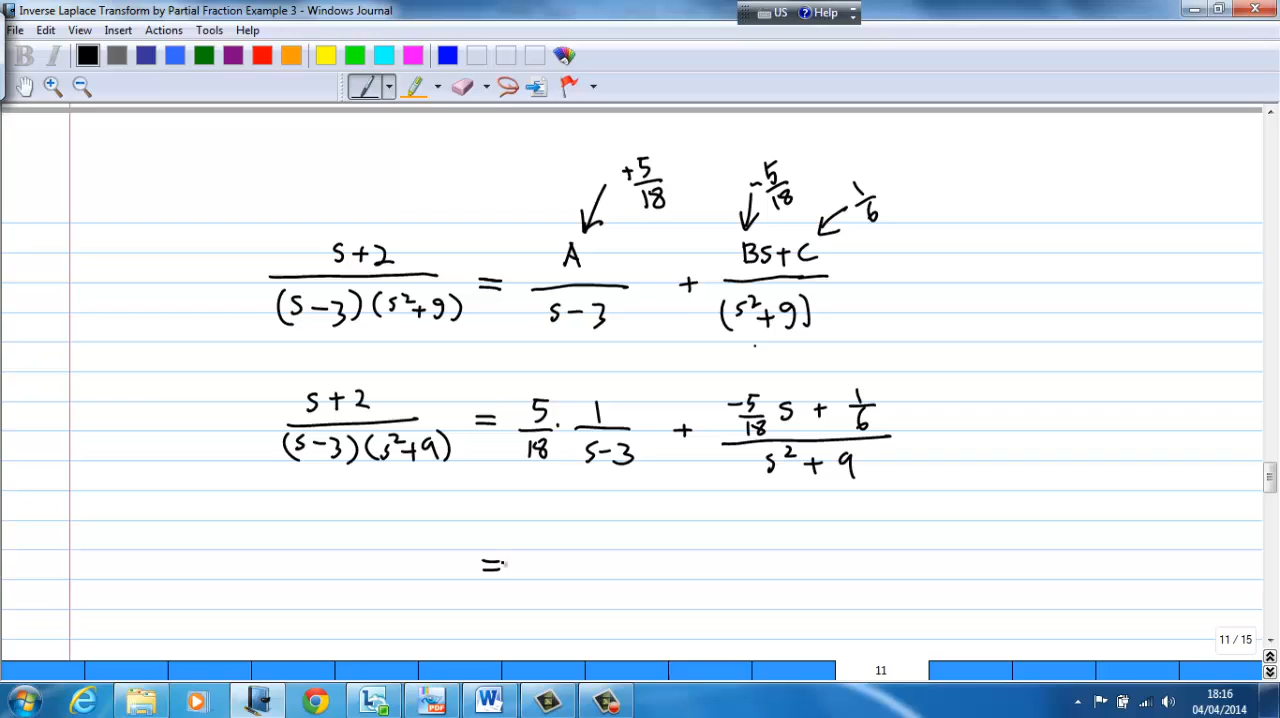 Inverse Laplace Transform by Partial Fraction Example 3 - Windows Journal
US Help
File Edit View Insert Actions Tools Help
B I
+5/18 -5/18 1/6
(s+2)/((s-3)(s²+9)) = A/(s-3) + (Bs+C)/(s²+9)
(s+2)/((s-3)(s²+9)) = 5/18 · 1/(s-3) + (-5/18 s + 1/6)/(s²+9)
=
11 / 15
11
18:16
04/04/2014